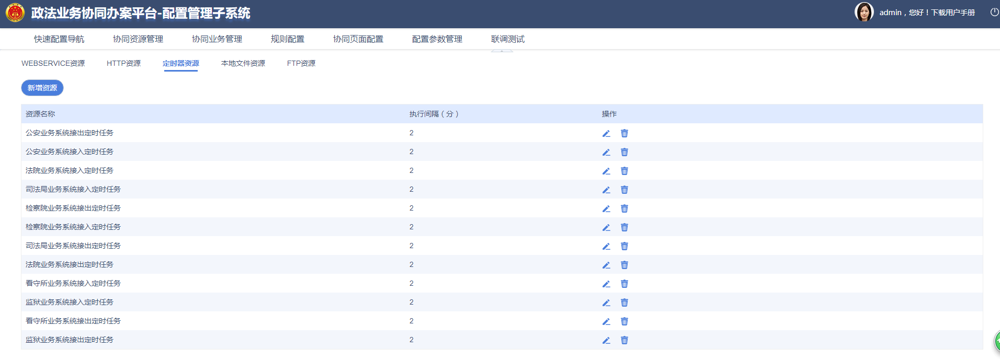 政法业务协同办案平台-配置管理子系统
admin，您好！下载用户手册
快速配置导航 协同资源管理 协同业务管理 规则配置 协同页面配置 配置参数管理 联调测试
WEBSERVICE资源 HTTP资源 定时器资源 本地文件资源 FTP资源
新增资源
资源名称 执行间隔（分） 操作
公安业务系统接出定时任务 2
公安业务系统接入定时任务 2
法院业务系统接入定时任务 2
司法局业务系统接入定时任务 2
检察院业务系统接出定时任务 2
检察院业务系统接入定时任务 2
司法局业务系统接出定时任务 2
法院业务系统接出定时任务 2
看守所业务系统接入定时任务 2
监狱业务系统接入定时任务 2
看守所业务系统接出定时任务 2
监狱业务系统接出定时任务 2